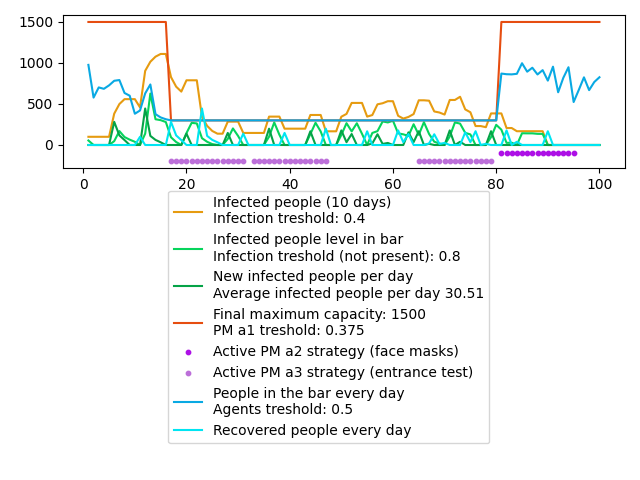 1500
1000
500
0
0 20 40 60 80 100
Infected people (10 days)
Infection treshold: 0.4
Infected people level in bar
Infection treshold (not present): 0.8
New infected people per day
Average infected people per day 30.51
Final maximum capacity: 1500
PM a1 treshold: 0.375
Active PM a2 strategy (face masks)
Active PM a3 strategy (entrance test)
People in the bar every day
Agents treshold: 0.5
Recovered people every day